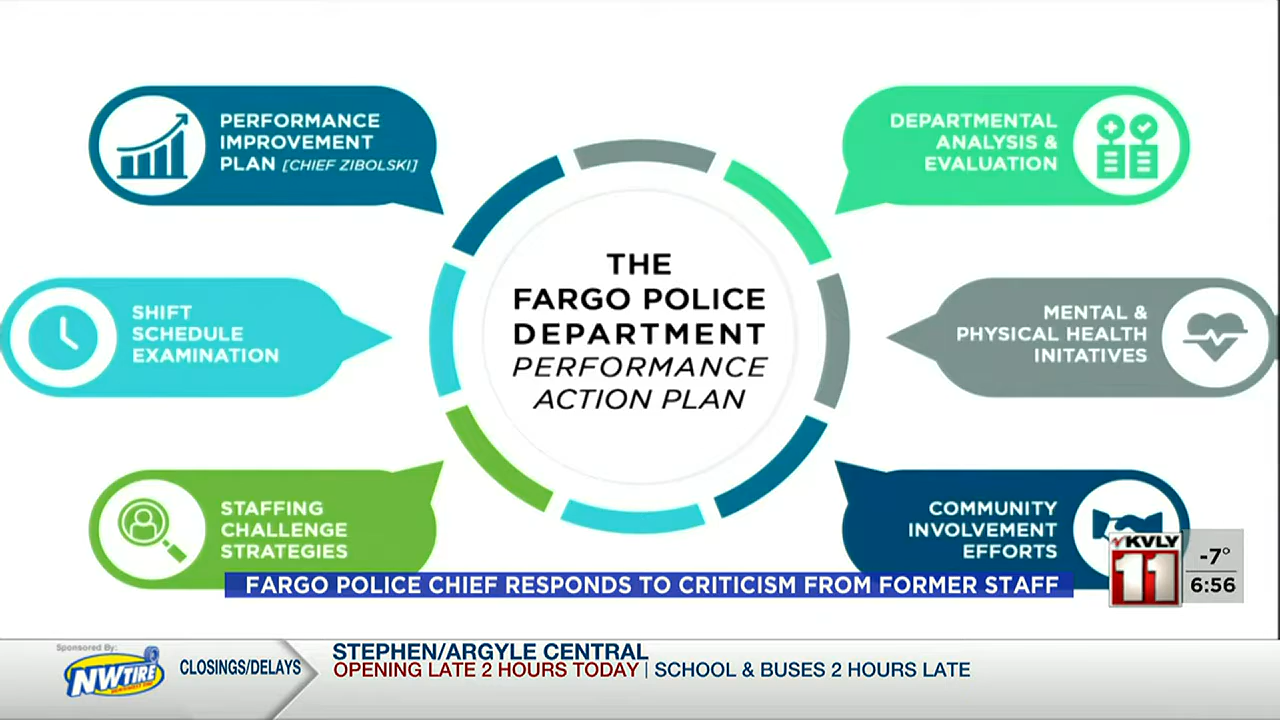 PERFORMANCE
IMPROVEMENT
PLAN [CHIEF ZIBOLSKI]
DEPARTMENTAL
ANALYSIS &
EVALUATION
SHIFT
SCHEDULE
EXAMINATION
THE
FARGO POLICE
DEPARTMENT
PERFORMANCE
ACTION PLAN
MENTAL &
PHYSICAL HEALTH
INITATIVES
STAFFING
CHALLENGE
STRATEGIES
COMMUNITY
INVOLVEMENT
EFFORTS
KVLY
11
-7°
6:56
FARGO POLICE CHIEF RESPONDS TO CRITICISM FROM FORMER STAFF
Sponsored By:
NWTIRE
CLOSINGS/DELAYS
STEPHEN/ARGYLE CENTRAL
OPENING LATE 2 HOURS TODAY | SCHOOL & BUSES 2 HOURS LATE